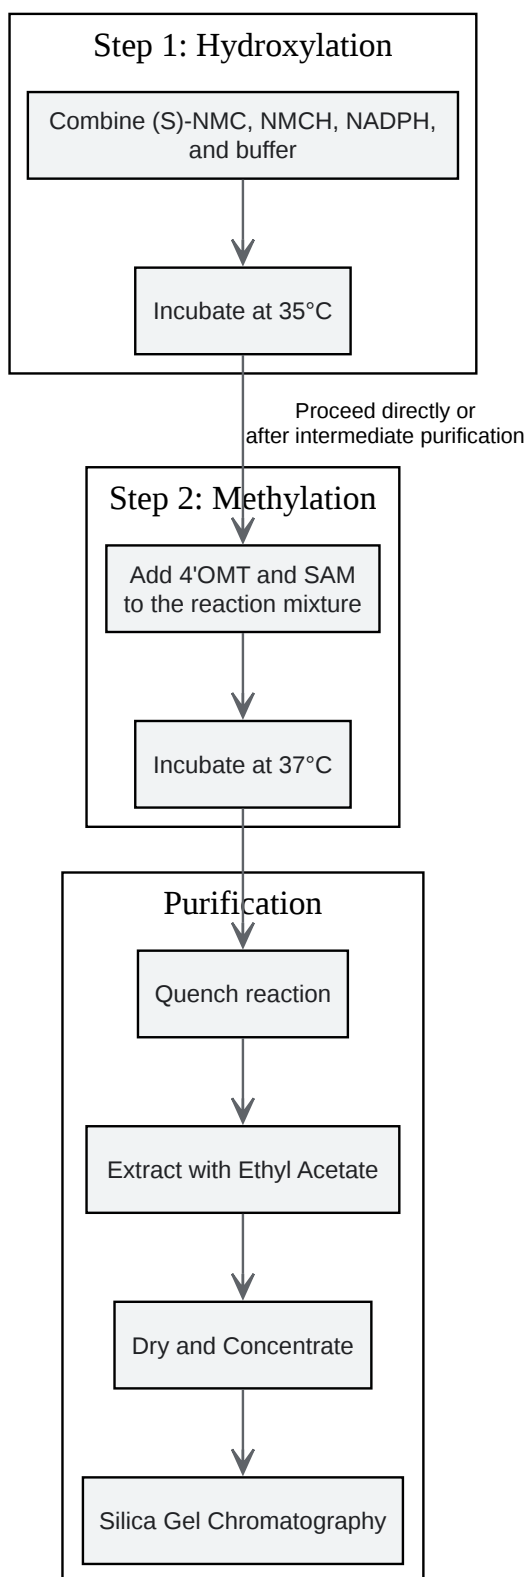 Step 1: Hydroxylation
Combine (S)-NMC, NMCH, NADPH,
and buffer
Incubate at 35°C
Proceed directly or
after intermediate purification
Step 2: Methylation
Add 4'OMT and SAM
to the reaction mixture
Incubate at 37°C
Purification
Quench reaction
Extract with Ethyl Acetate
Dry and Concentrate
Silica Gel Chromatography